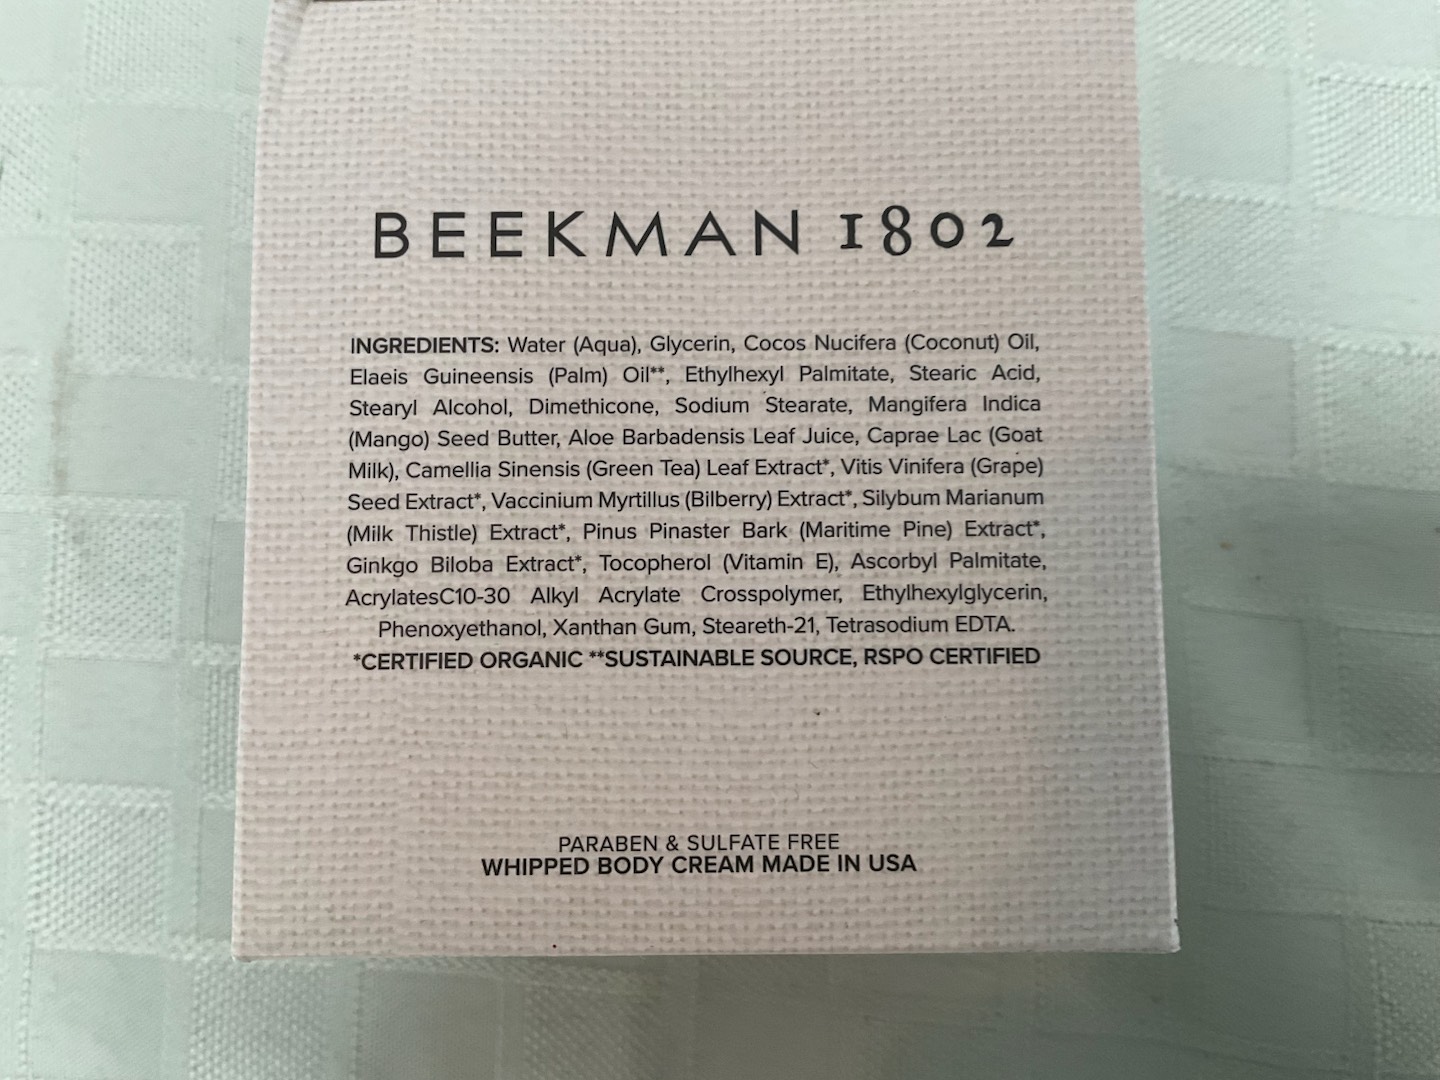 BEEKMAN 1802
INGREDIENTS: Water (Aqua), Glycerin, Cocos Nucifera (Coconut) Oil,
Elaeis Guineensis (Palm) Oil**, Ethylhexyl Palmitate, Stearic Acid,
Stearyl Alcohol, Dimethicone, Sodium Stearate, Mangifera Indica
(Mango) Seed Butter, Aloe Barbadensis Leaf Juice, Caprae Lac (Goat
Milk), Camellia Sinensis (Green Tea) Leaf Extract*, Vitis Vinifera (Grape)
Seed Extract*, Vaccinium Myrtillus (Bilberry) Extract*, Silybum Marianum
(Milk Thistle) Extract*, Pinus Pinaster Bark (Maritime Pine) Extract*,
Ginkgo Biloba Extract*, Tocopherol (Vitamin E), Ascorbyl Palmitate,
AcrylatesC10-30 Alkyl Acrylate Crosspolymer, Ethylhexylglycerin,
Phenoxyethanol, Xanthan Gum, Steareth-21, Tetrasodium EDTA.
*CERTIFIED ORGANIC **SUSTAINABLE SOURCE, RSPO CERTIFIED
PARABEN & SULFATE FREE
WHIPPED BODY CREAM MADE IN USA